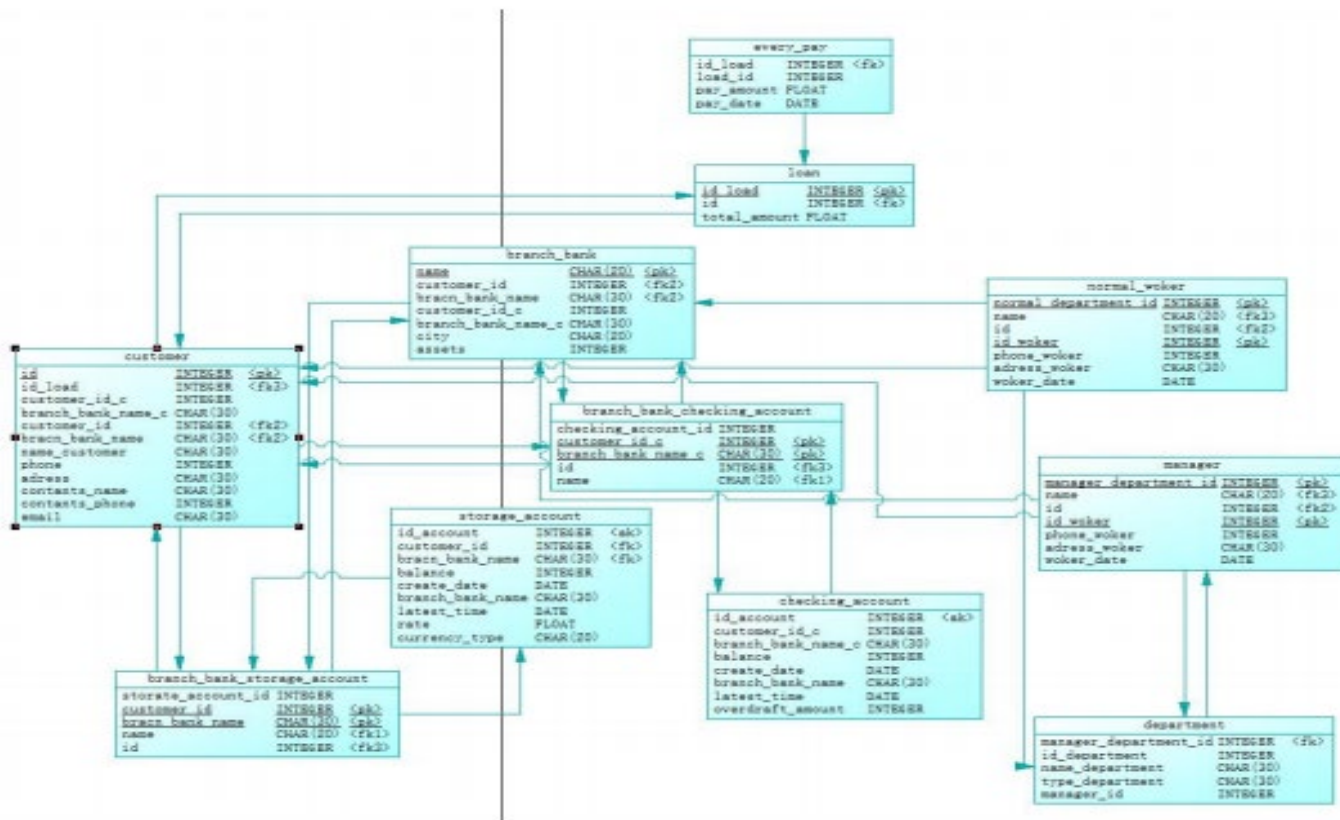 every_pay
id_load INTEGER <fk>
load_id INTEGER
par_amount FLOAT
par_date DATE
loan
id_load INTEGER <pk>
id INTEGER <fk>
total_amount FLOAT
branch_bank
name CHAR(20) <pk>
customer_id INTEGER <fk2>
bracn_bank_name CHAR(30) <fk2>
customer_id_c INTEGER
branch_bank_name_c CHAR(30)
city CHAR(20)
assets INTEGER
normal_woker
normal_department_id INTEGER <pk>
name CHAR(20) <fk3>
id INTEGER <fk2>
id_woker INTEGER <pk>
phone_woker INTEGER
adress_woker CHAR(30)
woker_date DATE
customer
id INTEGER <pk>
id_load INTEGER <fk3>
customer_id_c INTEGER
branch_bank_name_c CHAR(30)
customer_id INTEGER <fk2>
bracn_bank_name CHAR(30) <fk2>
name_customer CHAR(30)
phone INTEGER
adress CHAR(30)
contasts_name CHAR(30)
contants_phone INTEGER
email CHAR(30)
branch_bank_checking_account
checking_account_id INTEGER
customer_id_c INTEGER <pk>
branch_bank_name_c CHAR(30) <pk>
id INTEGER <fk3>
name CHAR(20) <fk1>
manager
manager_department_id INTEGER <pk>
name CHAR(20) <fk3>
id INTEGER <fk2>
id_woker INTEGER <pk>
phone_woker INTEGER
adress_woker CHAR(30)
woker_date DATE
storage_account
id_account INTEGER <ak>
customer_id INTEGER <fk>
bracn_bank_name CHAR(30) <fk>
balance INTEGER
create_date DATE
branch_bank_name CHAR(30)
latest_time DATE
rate FLOAT
currency_type CHAR(20)
checking_account
id_account INTEGER <ak>
customer_id_c INTEGER
branch_bank_name_c CHAR(30)
balance INTEGER
create_date DATE
branch_bank_name CHAR(30)
latest_time DATE
overdraft_amount INTEGER
branch_bank_storage_account
storate_account_id INTEGER
customer_id INTEGER <pk>
bracn_bank_name CHAR(30) <pk>
name CHAR(20) <fk1>
id INTEGER <fk3>
department
manager_department_id INTEGER <fk>
id_department INTEGER
name_department CHAR(30)
type_department CHAR(30)
manager_id INTEGER